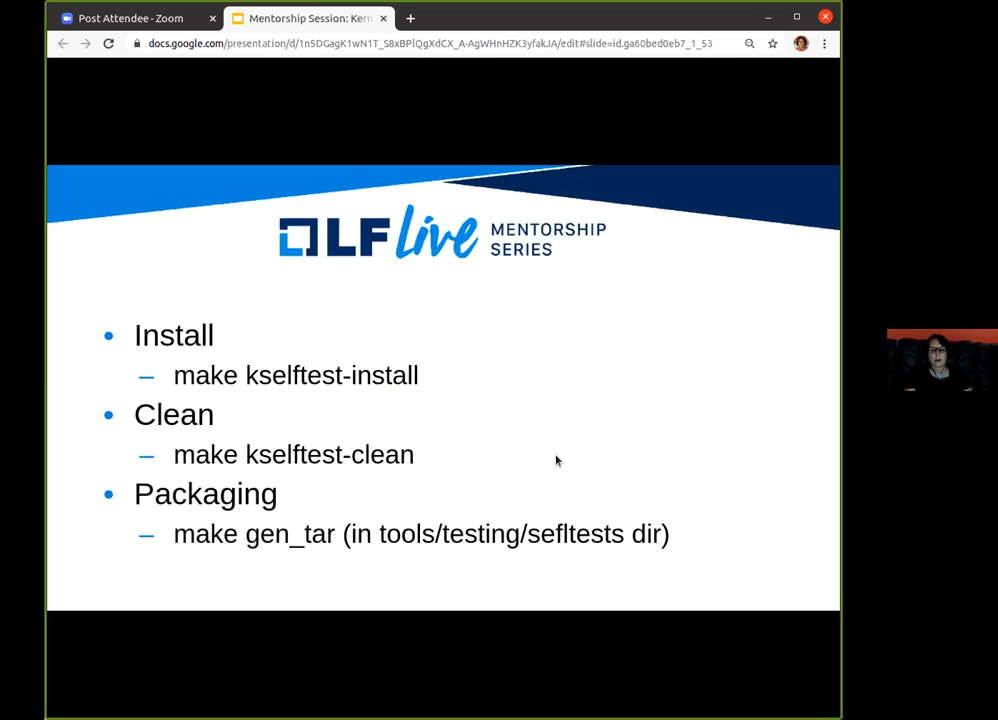 Post Attendee - Zoom
Mentorship Session: Kern
docs.google.com/presentation/d/1n5DGagK1wN1T_S8xBPlQgXdCX_A-AgWHnHZK3yfakJA/edit#slide=id.ga60bed0eb7_1_53
LF live MENTORSHIP
SERIES
• Install
– make kselftest-install
• Clean
– make kselftest-clean
• Packaging
– make gen_tar (in tools/testing/sefltests dir)